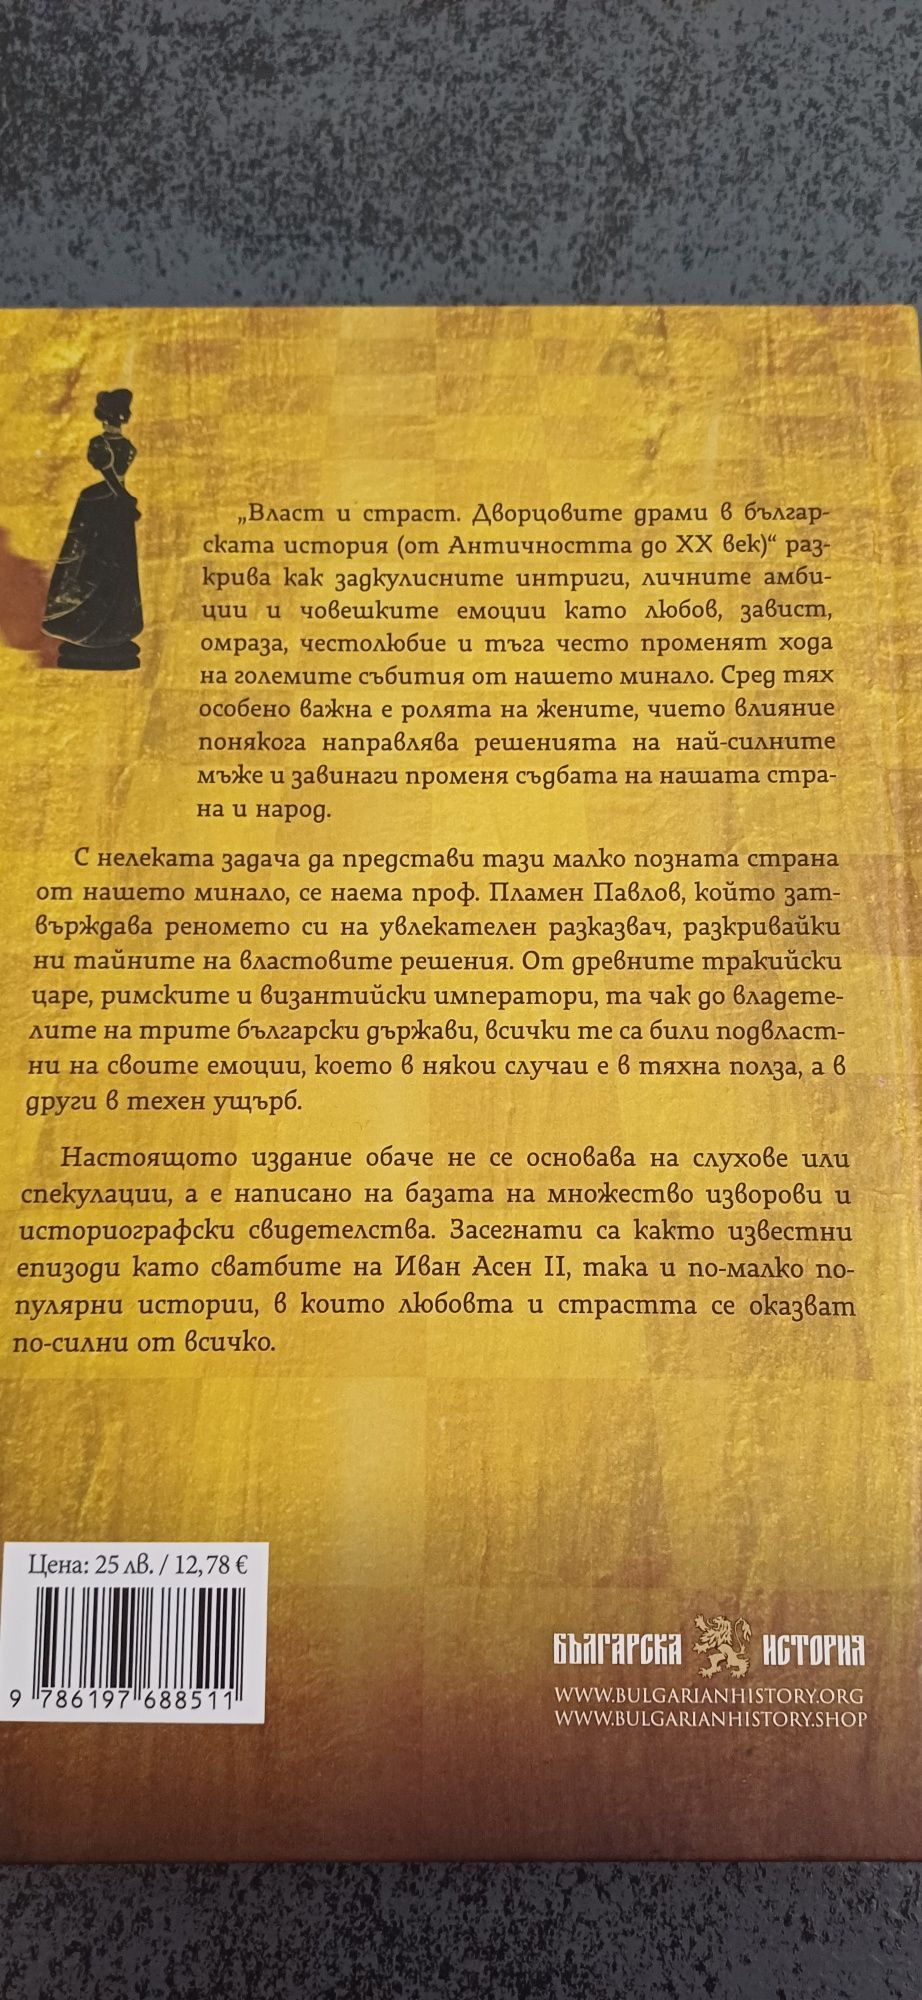 „Власт и страст. Дворцовите драми в българ-
ската история (от Античността до XX век)“ раз-
крива как задкулисните интриги, личните амби-
ции и човешките емоции като любов, завист,
омраза, честолюбие и тъга често променят хода
на големите събития от нашето минало. Сред тях
особено важна е ролята на жените, чието влияние
понякога направлява решенията на най-силните
мъже и завинаги променя съдбата на нашата стра-
на и народ.
С нелеката задача да представи тази малко позната страна
от нашето минало, се наема проф. Пламен Павлов, който зат-
върждава реномето си на увлекателен разказвач, разкривайки
ни тайните на властовите решения. От древните тракийски
царе, римските и византийски императори, та чак до владете-
лите на трите български държави, всички те са били подвласт-
ни на своите емоции, което в някои случаи е в тяхна полза, а в
други в техен ущърб.
Настоящото издание обаче не се основава на слухове или
спекулации, а е написано на базата на множество изворови и
историографски свидетелства. Засегнати са както известни
епизоди като сватбите на Иван Асен II, така и по-малко по-
пулярни истории, в които любовта и страстта се оказват
по-силни от всичко.
Цена: 25 лв. / 12,78 €
9 786197 688511
БЪЛГАРСКА ИСТОРИЯ
WWW.BULGARIANHISTORY.ORG
WWW.BULGARIANHISTORY.SHOP